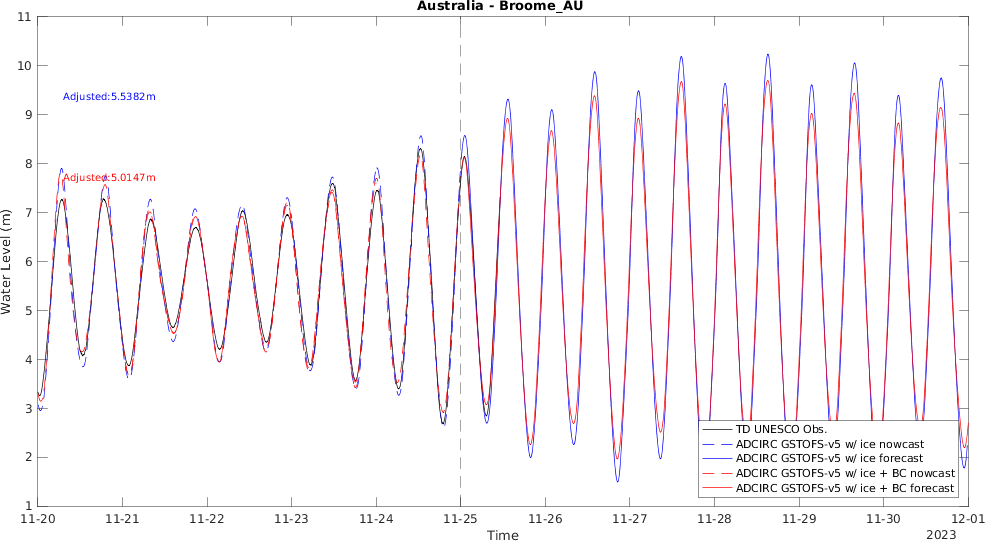 Australia - Broome_AU
11
10
9
8
7
6
5
4
3
2
1
Water Level (m)
Adjusted:5.5382m
Adjusted:5.0147m
TD UNESCO Obs.
ADCIRC GSTOFS-v5 w/ ice nowcast
ADCIRC GSTOFS-v5 w/ ice forecast
ADCIRC GSTOFS-v5 w/ ice + BC nowcast
ADCIRC GSTOFS-v5 w/ ice + BC forecast
11-20 11-21 11-22 11-23 11-24 11-25 11-26 11-27 11-28 11-29 11-30 12-01
Time
2023